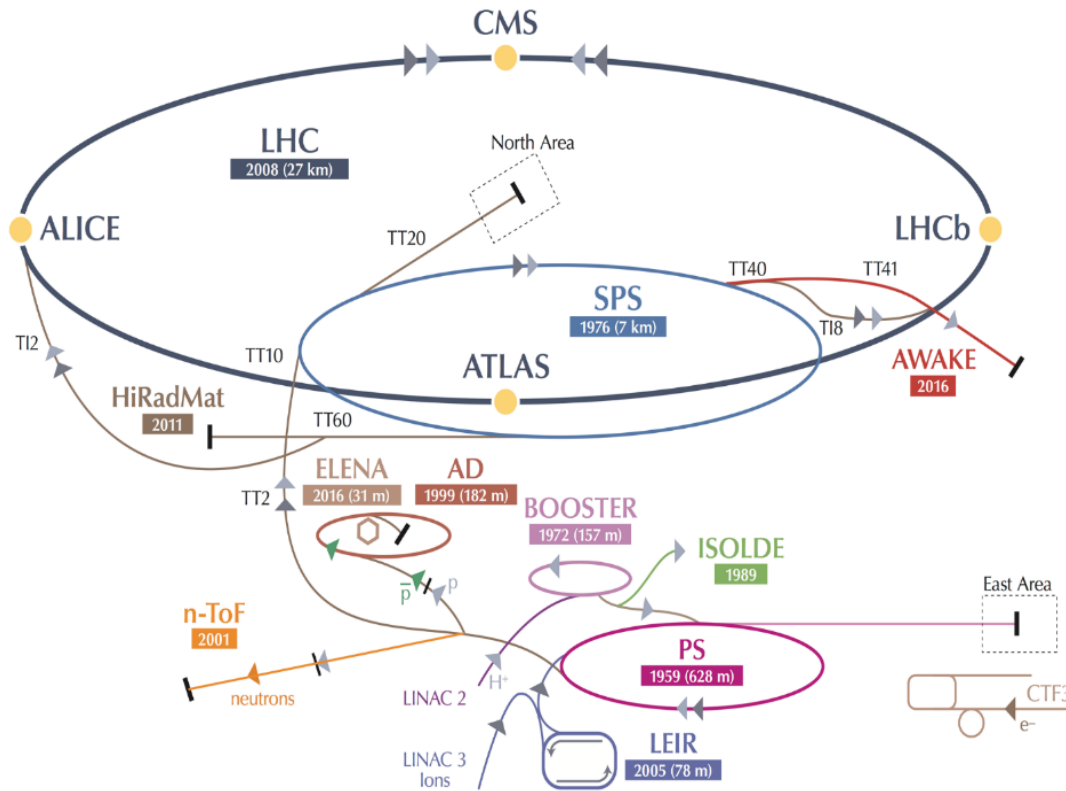 CMS
LHC
2008 (27 km)
North Area
ALICE
LHCb
TT20
TT40
TT41
SPS
1976 (7 km)
TI2
TT10
TI8
ATLAS
AWAKE
2016
HiRadMat
2011
TT60
ELENA
2016 (31 m)
AD
1999 (182 m)
TT2
BOOSTER
1972 (157 m)
ISOLDE
1989
p̅
p
East Area
n-ToF
2001
PS
1959 (628 m)
neutrons
H⁺
LINAC 2
CTF3
e⁻
LEIR
2005 (78 m)
LINAC 3
Ions